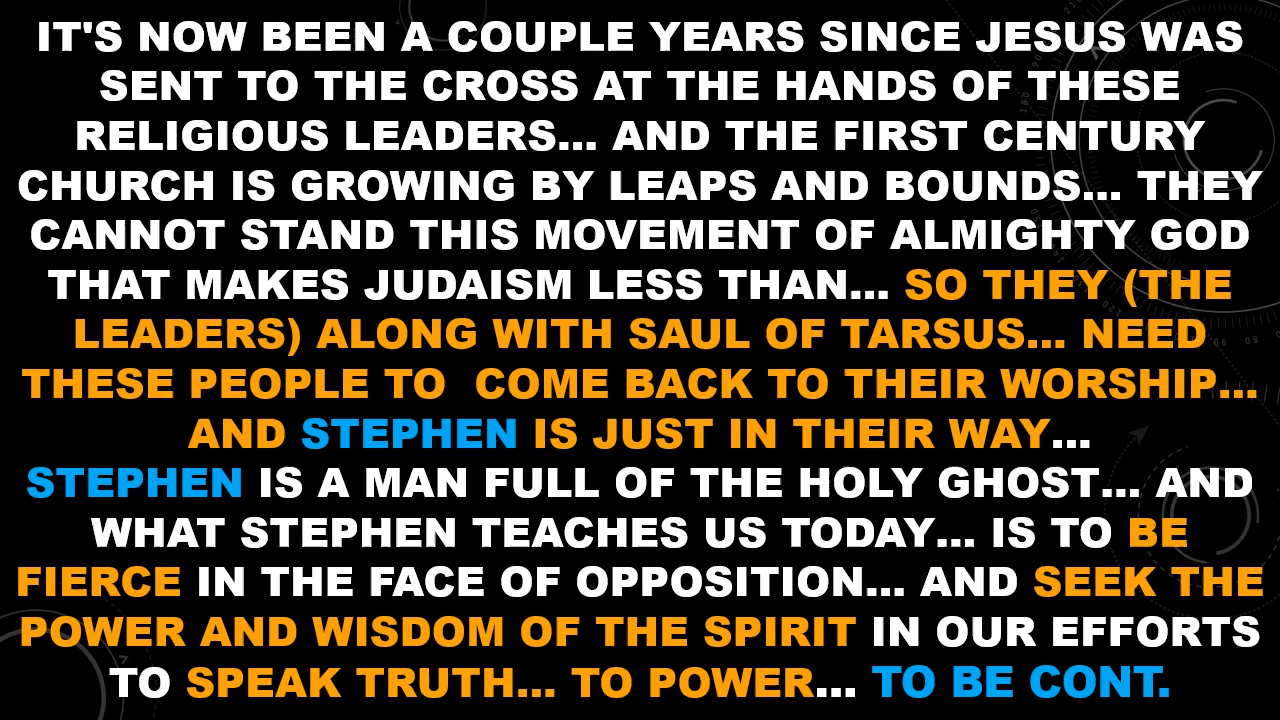 IT'S NOW BEEN A COUPLE YEARS SINCE JESUS WAS
SENT TO THE CROSS AT THE HANDS OF THESE
RELIGIOUS LEADERS... AND THE FIRST CENTURY
CHURCH IS GROWING BY LEAPS AND BOUNDS... THEY
CANNOT STAND THIS MOVEMENT OF ALMIGHTY GOD
THAT MAKES JUDAISM LESS THAN... SO THEY (THE
LEADERS) ALONG WITH SAUL OF TARSUS... NEED
THESE PEOPLE TO  COME BACK TO THEIR WORSHIP...
AND STEPHEN IS JUST IN THEIR WAY...
STEPHEN IS A MAN FULL OF THE HOLY GHOST... AND
WHAT STEPHEN TEACHES US TODAY... IS TO BE
FIERCE IN THE FACE OF OPPOSITION... AND SEEK THE
POWER AND WISDOM OF THE SPIRIT IN OUR EFFORTS
TO SPEAK TRUTH... TO POWER... TO BE CONT.